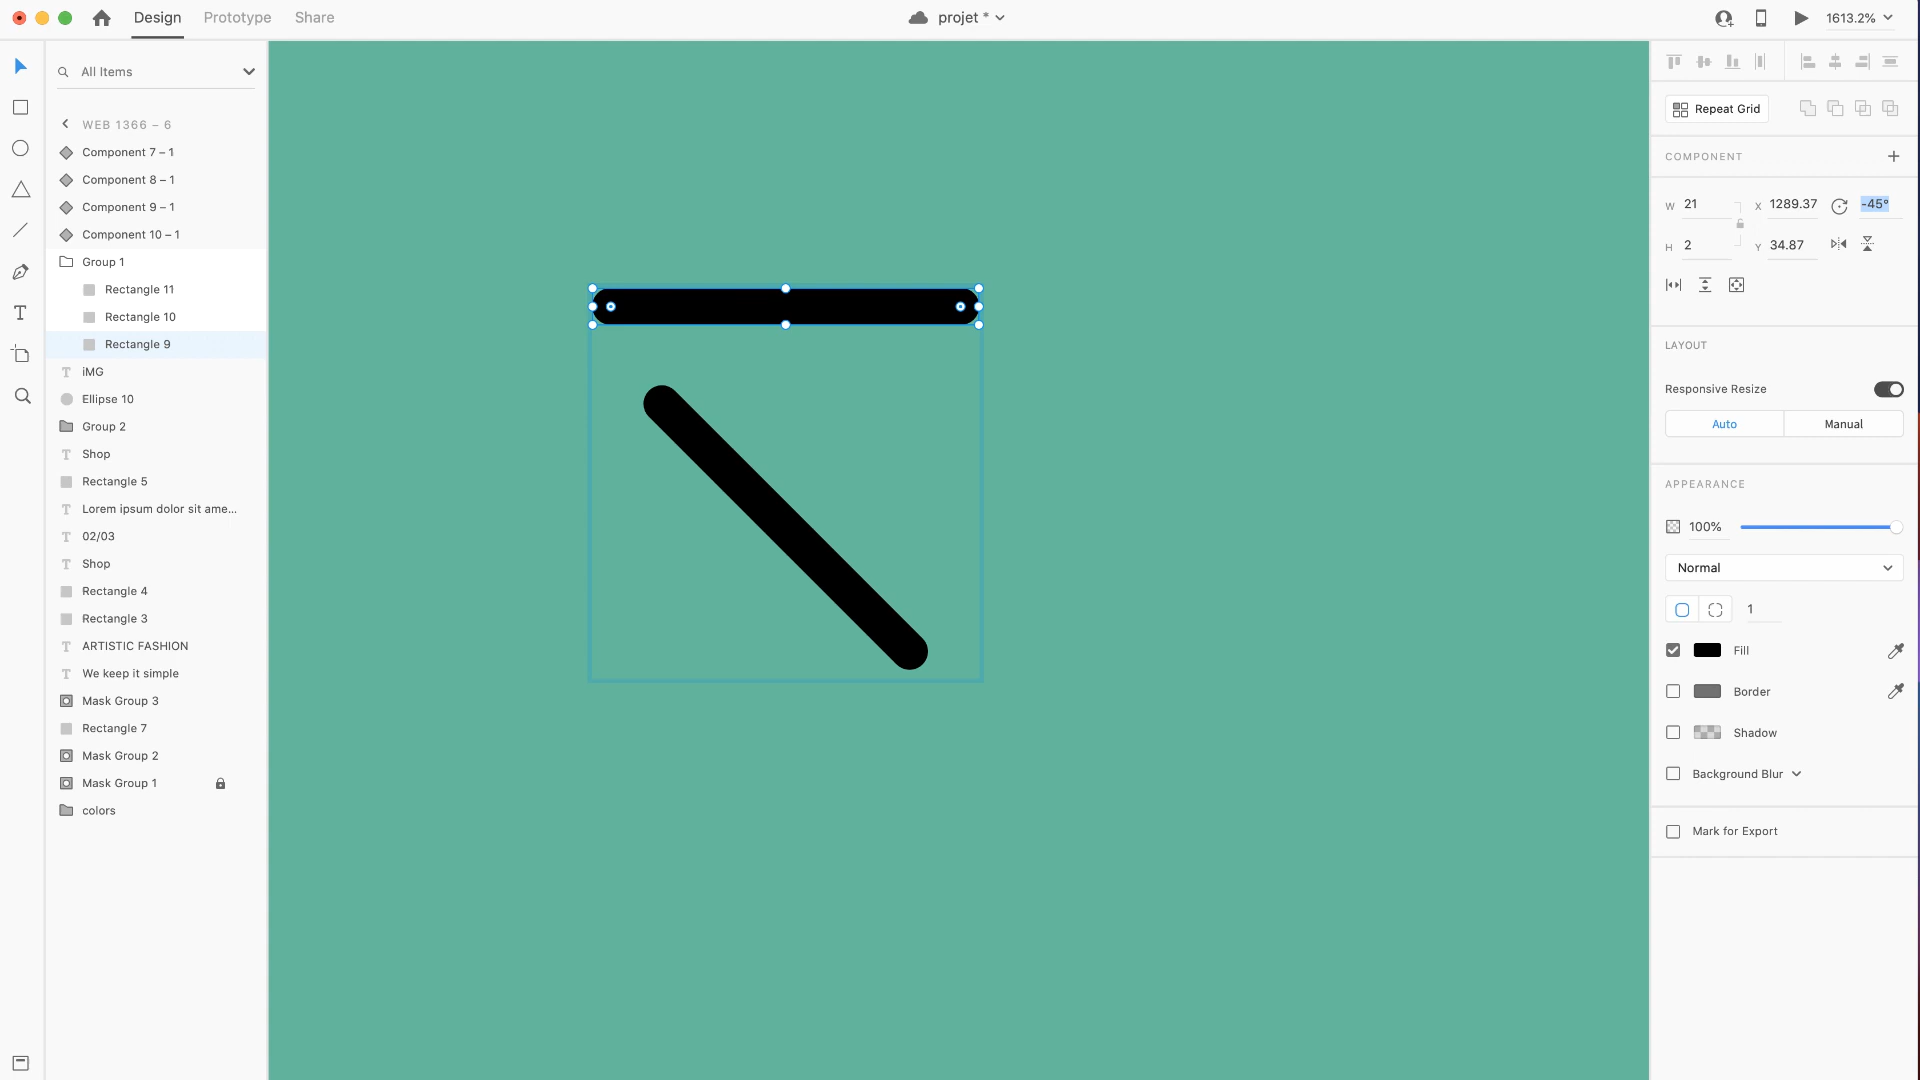 Design Prototype Share projet * 1613.2%
All Items
WEB 1366 – 6
Component 7 – 1
Component 8 – 1
Component 9 – 1
Component 10 – 1
Group 1
Rectangle 11
Rectangle 10
Rectangle 9
iMG
Ellipse 10
Group 2
Shop
Rectangle 5
Lorem ipsum dolor sit ame...
02/03
Shop
Rectangle 4
Rectangle 3
ARTISTIC FASHION
We keep it simple
Mask Group 3
Rectangle 7
Mask Group 2
Mask Group 1
colors
Repeat Grid
COMPONENT
W 21 X 1289.37 -45°
H 2 Y 34.87
LAYOUT
Responsive Resize
Auto Manual
APPEARANCE
100%
Normal
1
Fill
Border
Shadow
Background Blur
Mark for Export